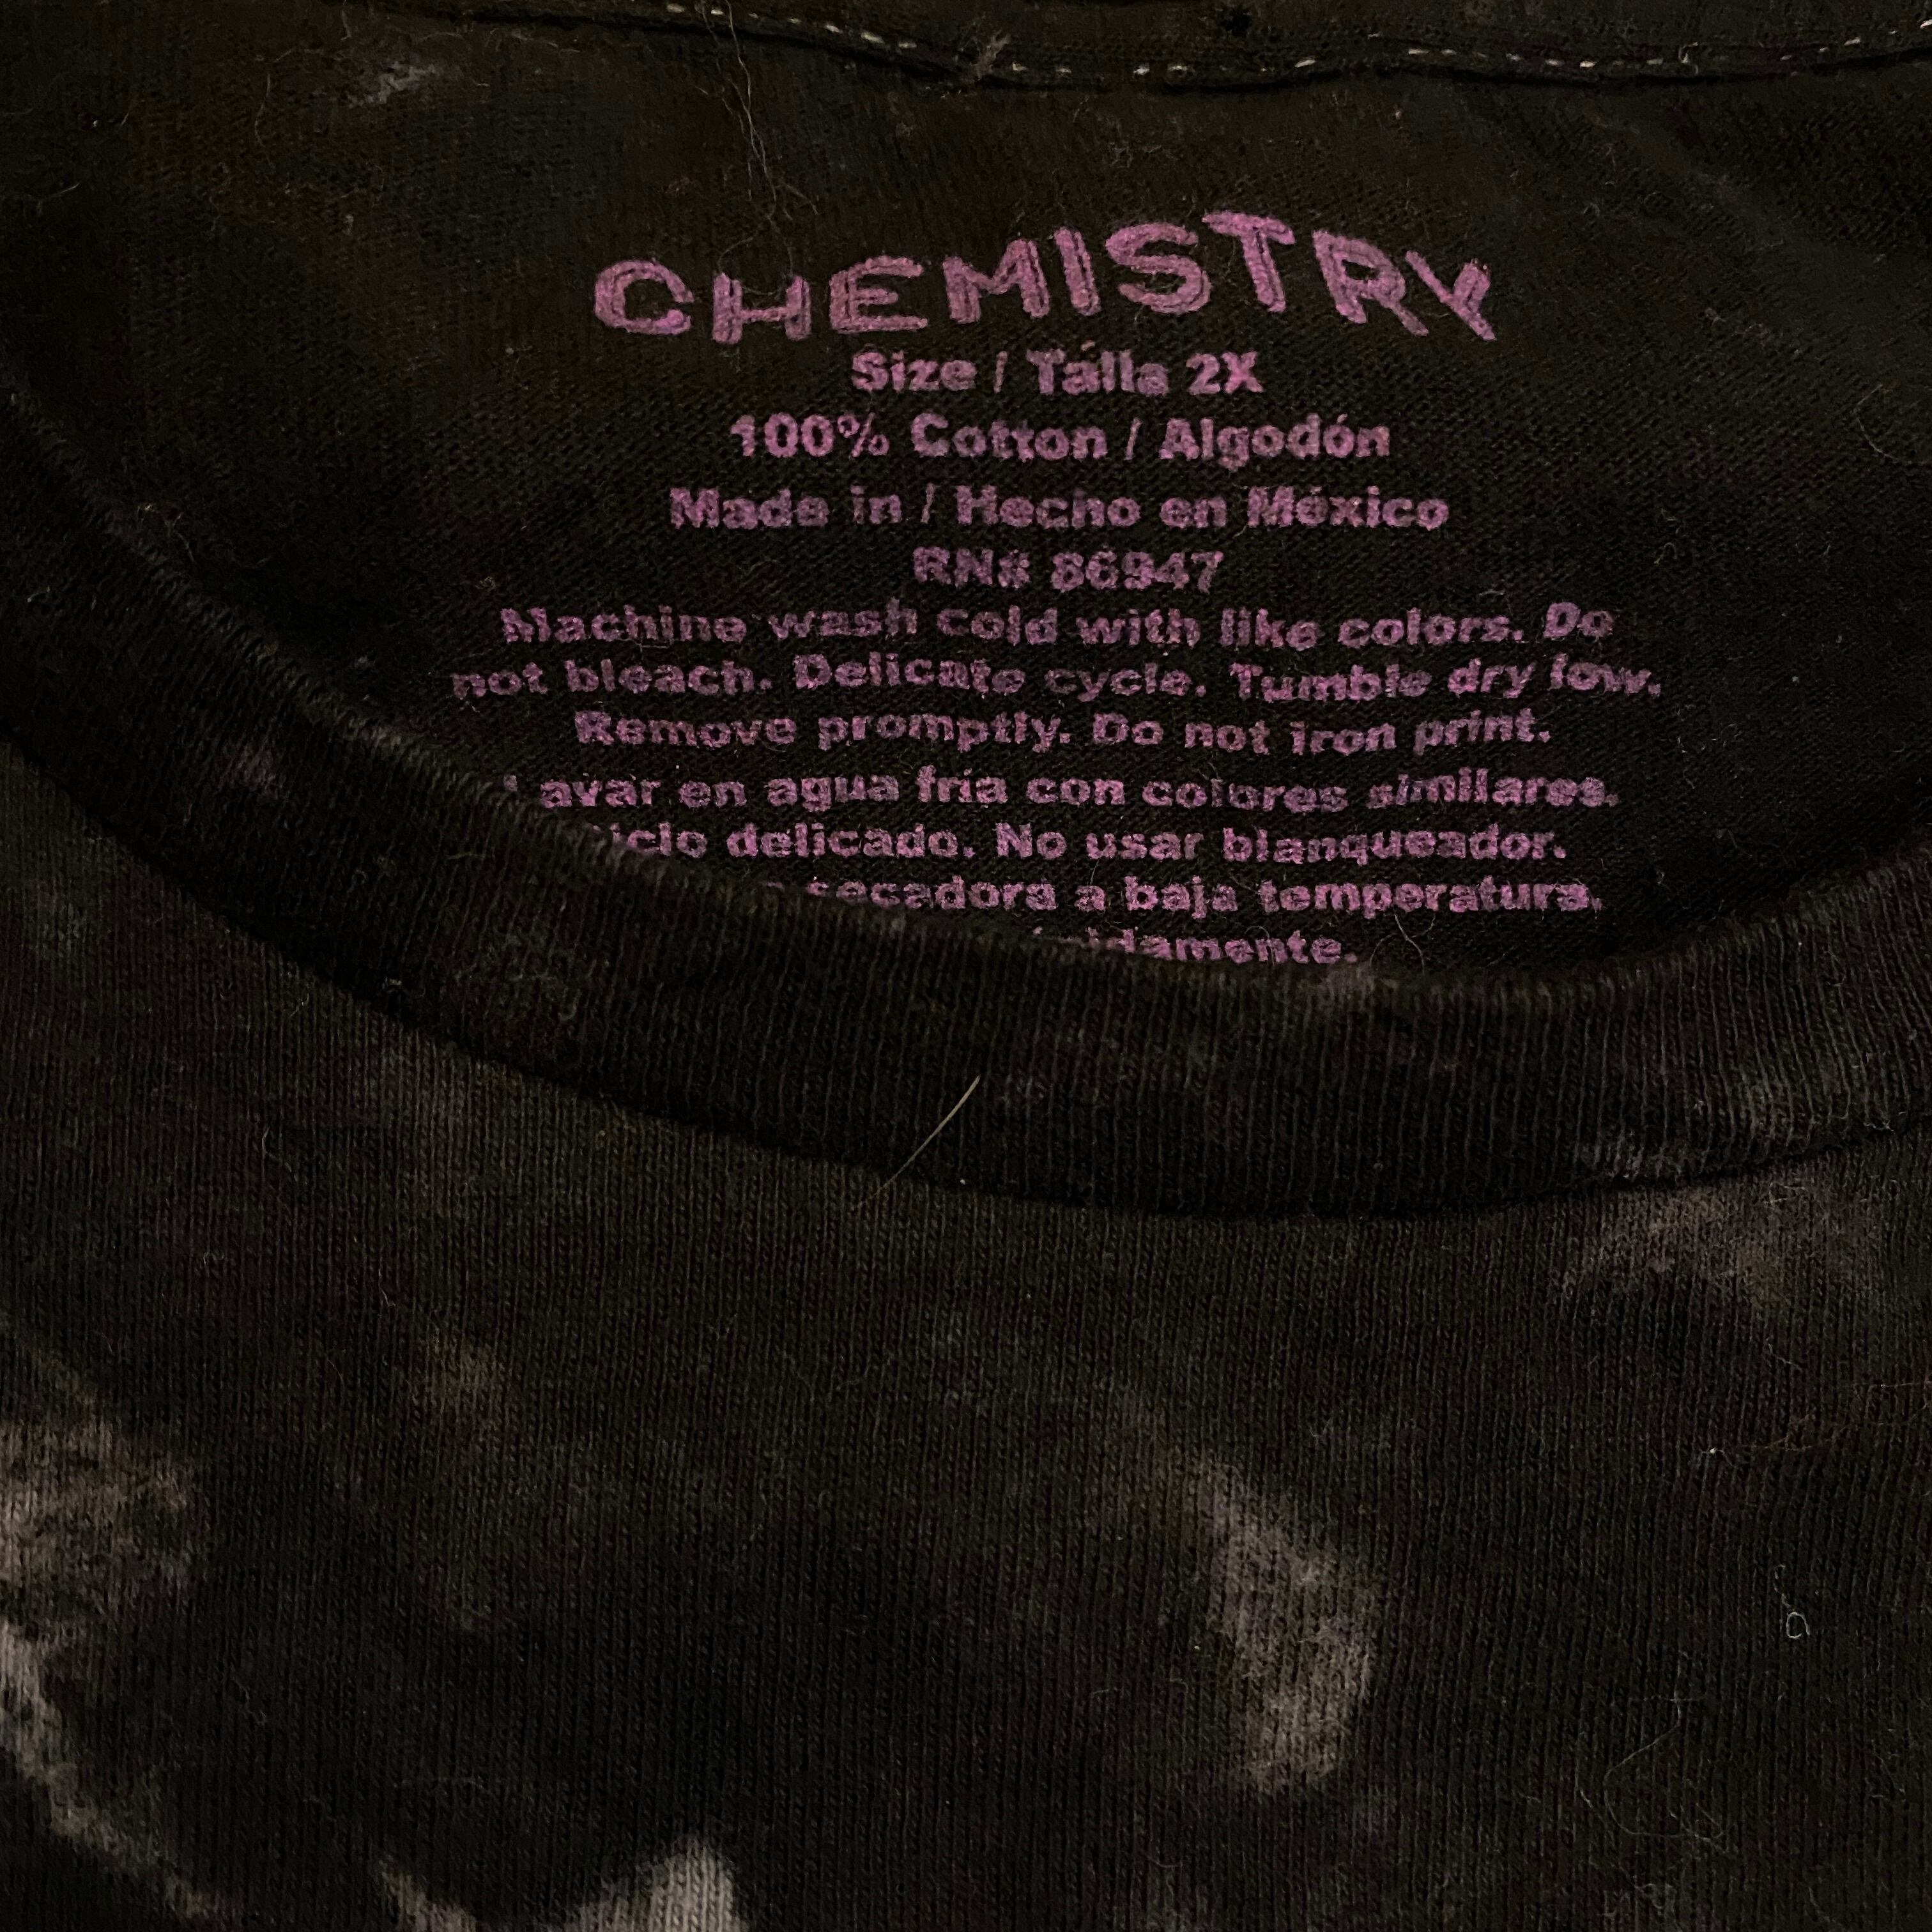 CHEMISTRY
Size / Talla 2X
100% Cotton / Algodón
Made in / Hecho en México
RN# 86947
Machine wash cold with like colors. Do
not bleach. Delicate cycle. Tumble dry low.
Remove promptly. Do not iron print.
Lavar en agua fría con colores similares.
delicado. No usar blanqueador.
secadora a baja temperatura.